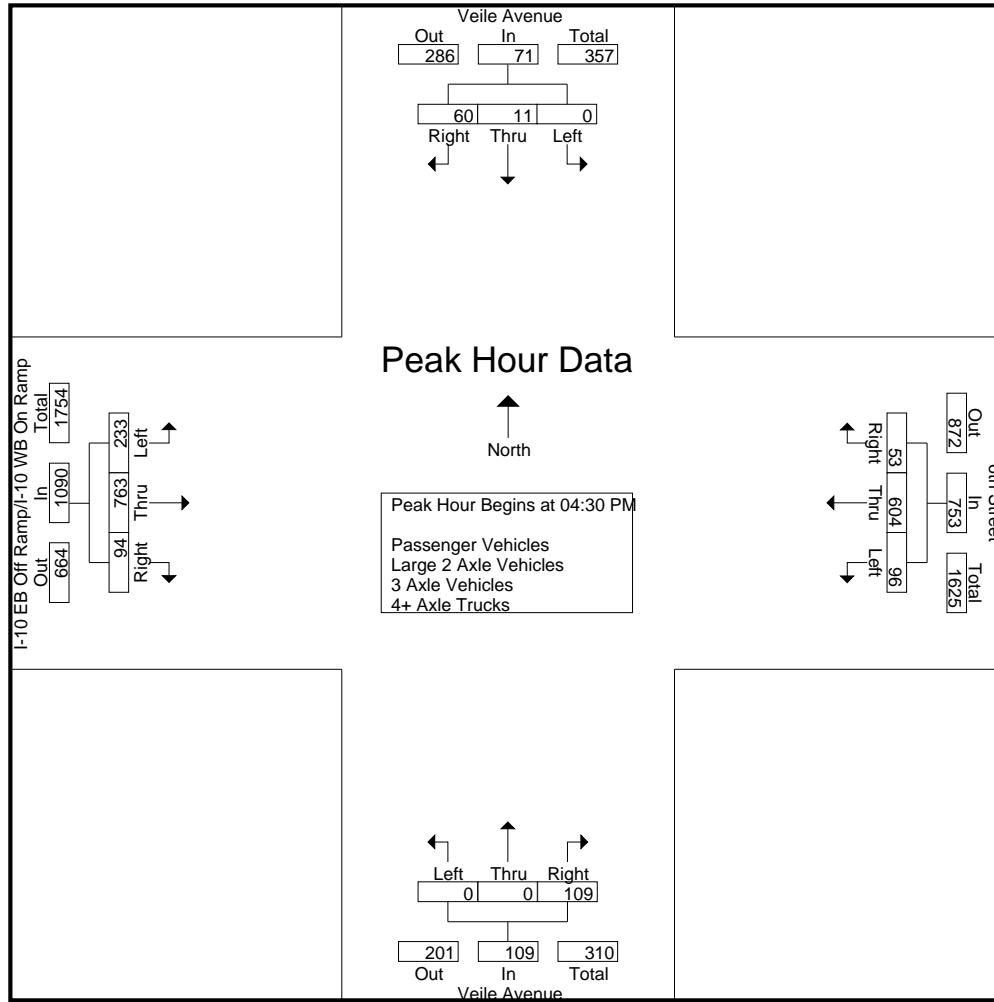 Veile Avenue
Out In Total
286 71 357
60 11 0
Right Thru Left
Peak Hour Data
North
Peak Hour Begins at 04:30 PM
Passenger Vehicles
Large 2 Axle Vehicles
3 Axle Vehicles
4+ Axle Trucks
I-10 EB Off Ramp/I-10 WB On Ramp
Out In Total
664 1090 1754
94 763 233
Right Thru Left
Street
Out In Total
872 753 1625
53 604 96
Right Thru Left
Left Thru Right
0 0 109
201 109 310
Out In Total
Veile Avenue